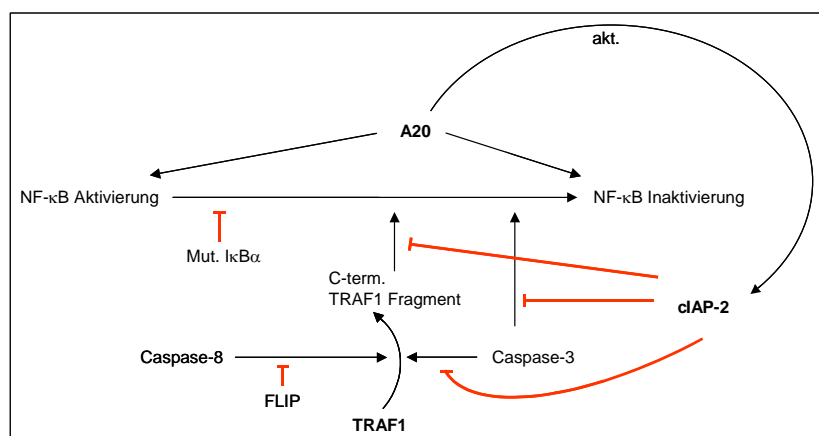 akt.
A20
NF-κB Aktivierung
NF-κB Inaktivierung
Mut. IκBα
C-term.
TRAF1 Fragment
cIAP-2
Caspase-8
Caspase-3
FLIP
TRAF1